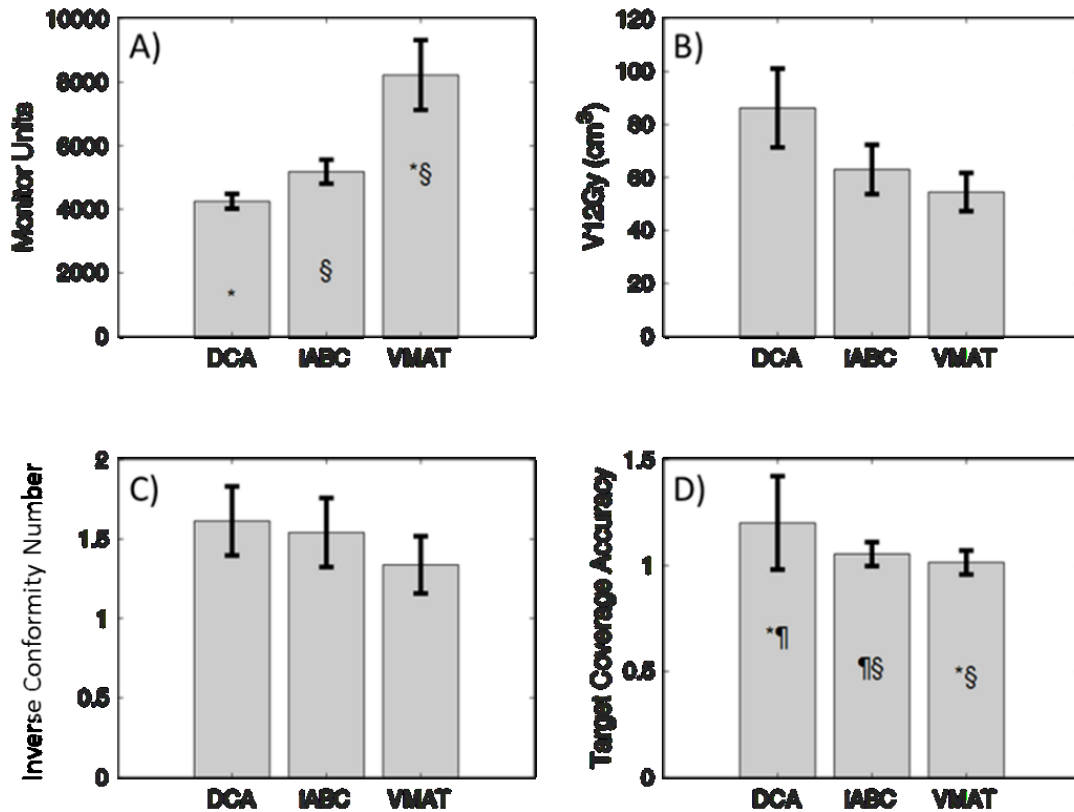 A)
Monitor Units
10000
8000
6000
4000
2000
0
*
§
*§
DCA
IABC
VMAT
B)
V12Gy (cm³)
120
100
80
60
40
20
0
DCA
IABC
VMAT
C)
Inverse Conformity Number
2
1.5
1
0.5
0
DCA
IABC
VMAT
D)
Target Coverage Accuracy
1.5
1
0.5
0
*¶
¶§
*§
DCA
IABC
VMAT